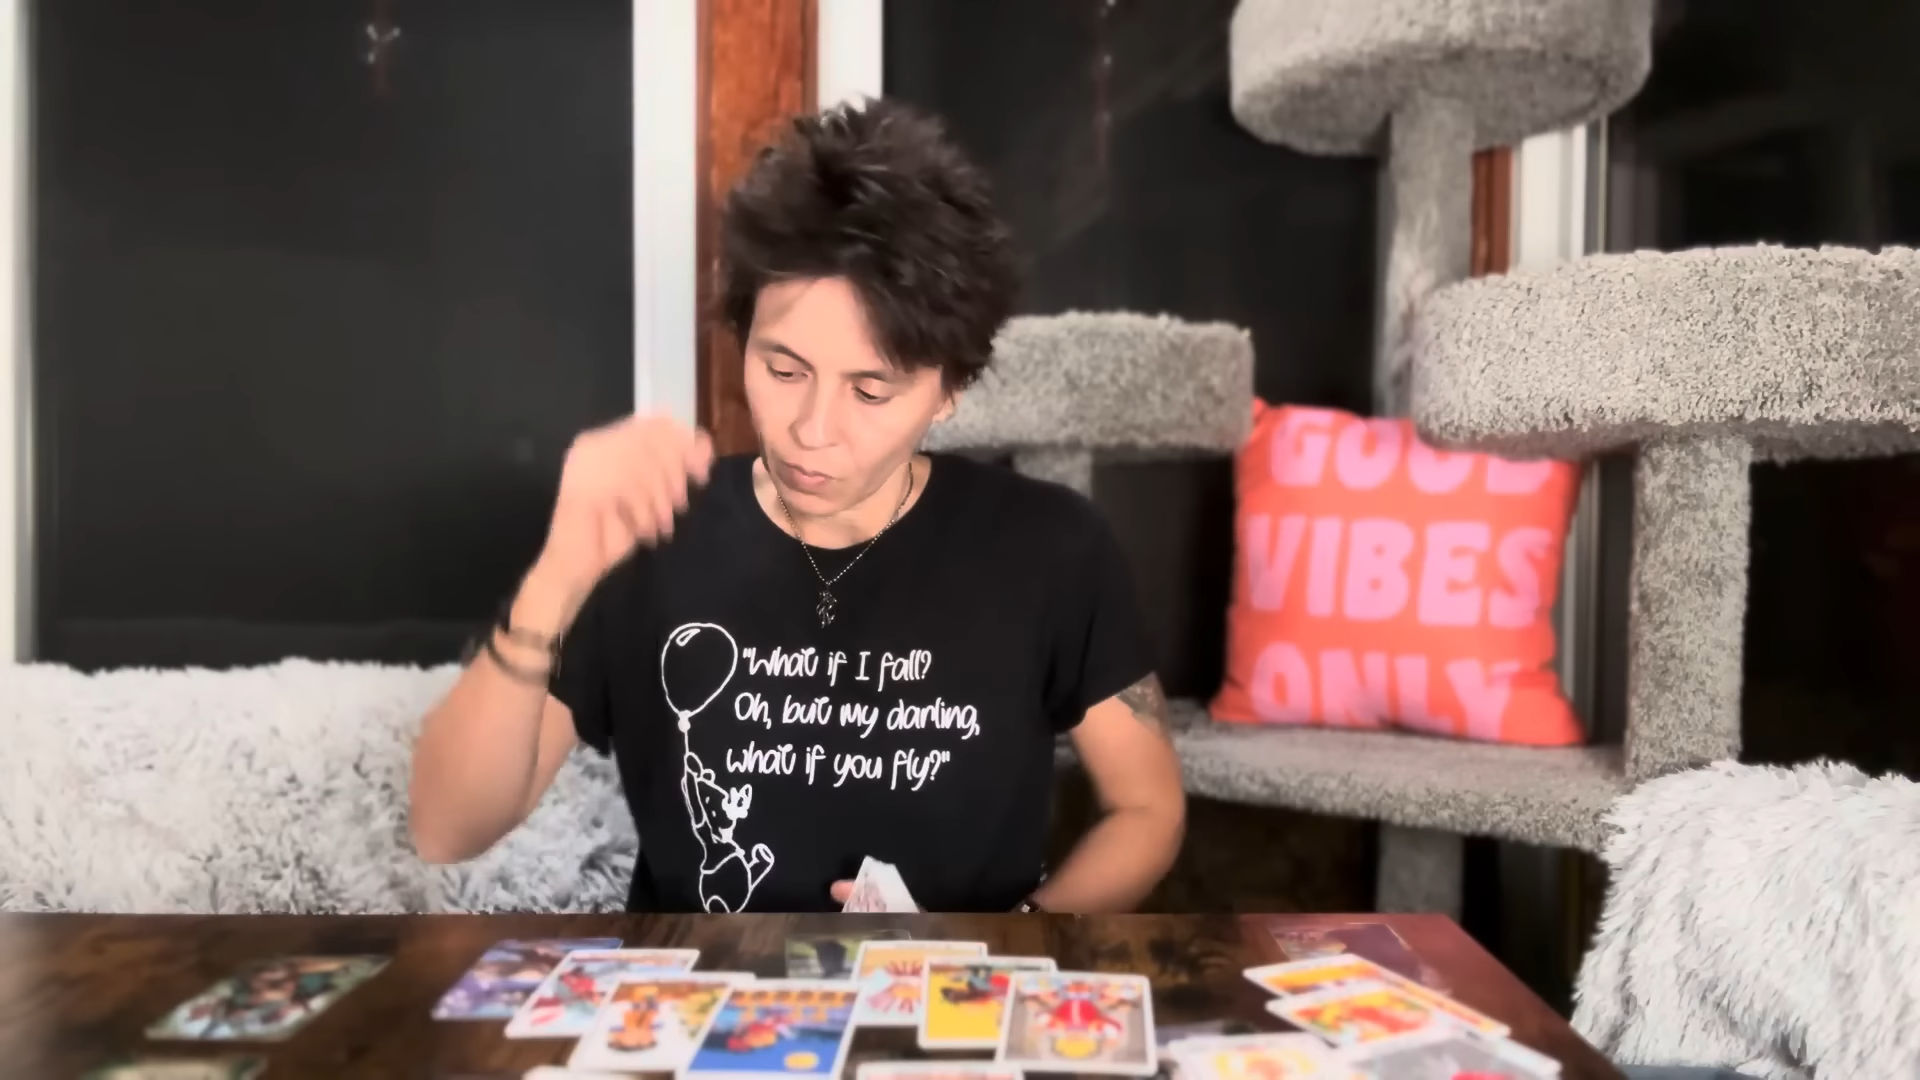 "What if I fall?
Oh, but my darling,
what if you fly?"
GOOD
VIBES
ONLY